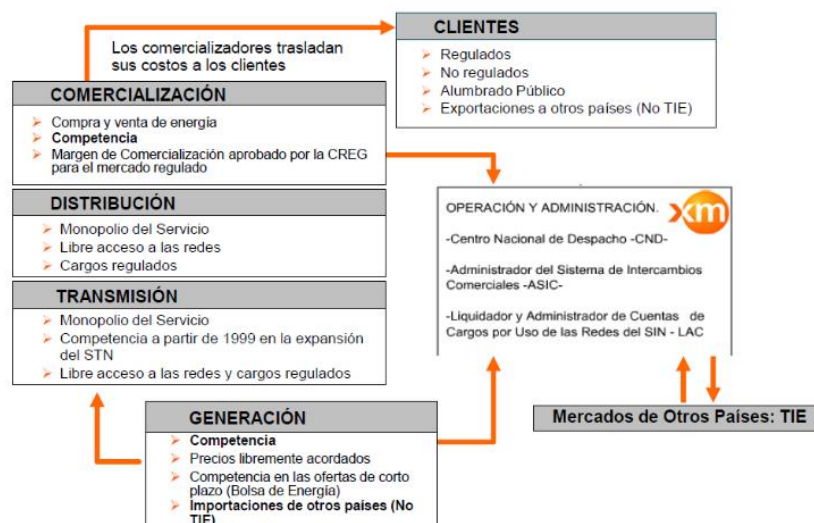 Los comercializadores trasladan
sus costos a los clientes
CLIENTES
Regulados
No regulados
Alumbrado Público
Exportaciones a otros países (No TIE)
COMERCIALIZACIÓN
Compra y venta de energía
Competencia
Margen de Comercialización aprobado por la CREG
para el mercado regulado
DISTRIBUCIÓN
Monopolio del Servicio
Libre acceso a las redes
Cargos regulados
TRANSMISIÓN
Monopolio del Servicio
Competencia a partir de 1999 en la expansión
del STN
Libre acceso a las redes y cargos regulados
OPERACIÓN Y ADMINISTRACIÓN.
xm
-Centro Nacional de Despacho -CND-
-Administrador del Sistema de Intercambios
Comerciales -ASIC-
-Liquidador y Administrador de Cuentas de
Cargos por Uso de las Redes del SIN - LAC
Mercados de Otros Países: TIE
GENERACIÓN
Competencia
Precios libremente acordados
Competencia en las ofertas de corto
plazo (Bolsa de Energía)
Importaciones de otros países (No
TIE)